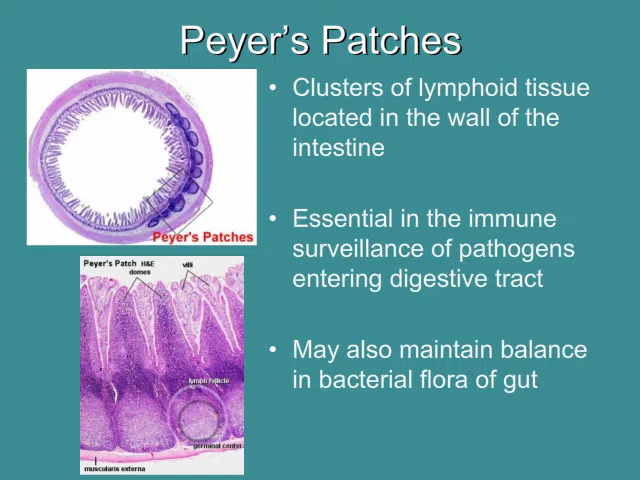 Peyer's Patches
• Clusters of lymphoid tissue
located in the wall of the
intestine
• Essential in the immune
surveillance of pathogens
entering digestive tract
• May also maintain balance
in bacterial flora of gut
Peyer's Patches
Peyer's Patch H&E
domes
villi
lymph follicle
germinal center
muscularis externa